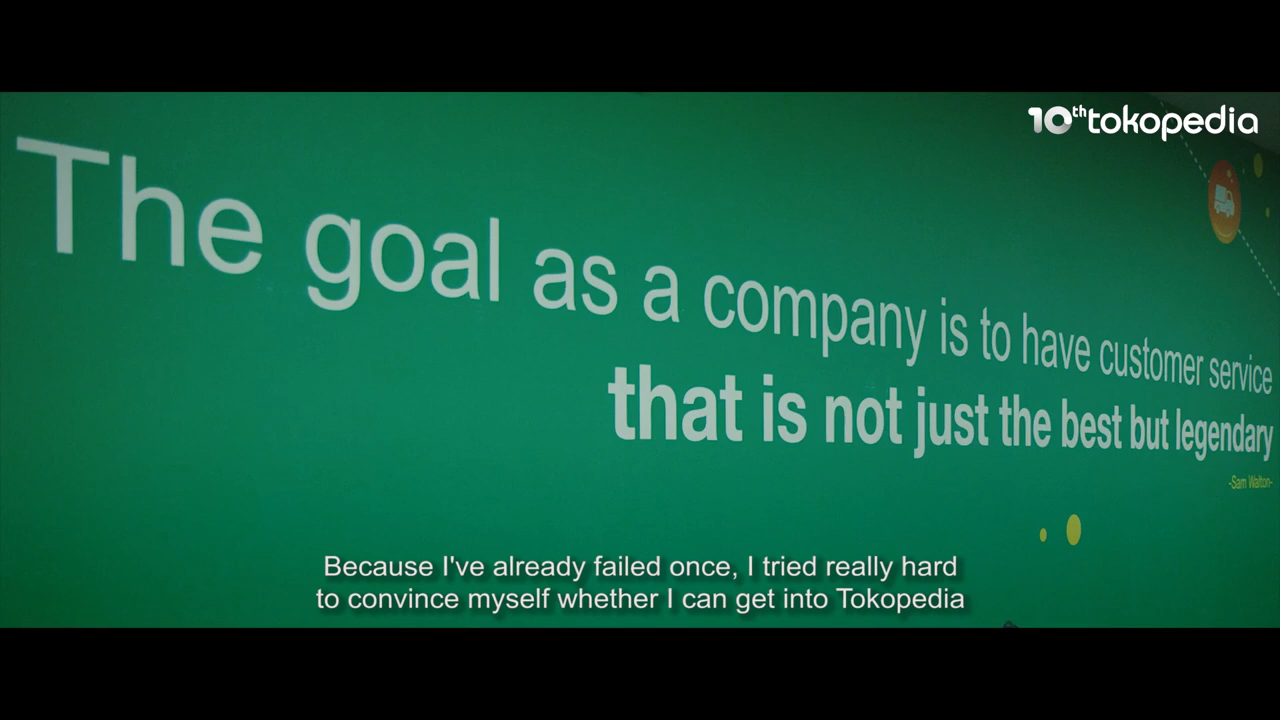 10th tokopedia
The goal as a company is to have customer service
that is not just the best but legendary
-Sam Walton-
Because I've already failed once, I tried really hard
to convince myself whether I can get into Tokopedia